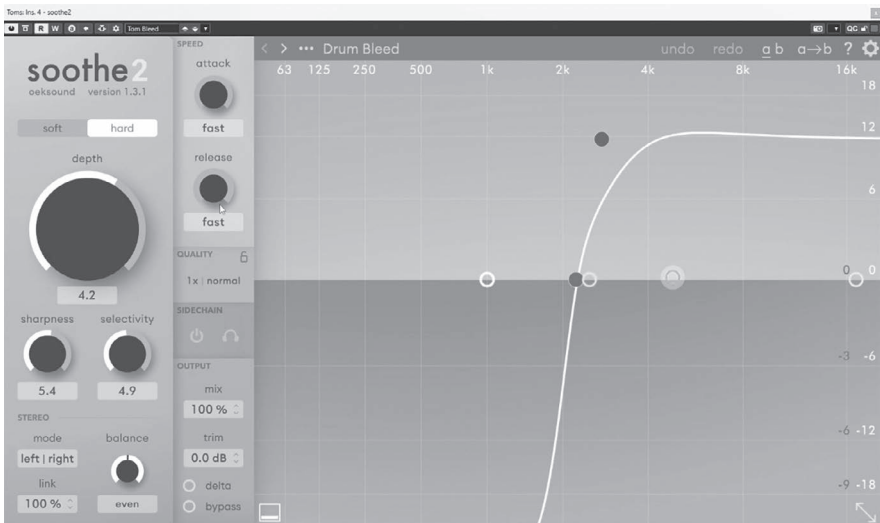 Toms: Ins. 4 - soothe2
R W Tom Bleed QC
soothe2
oeksound version 1.3.1
soft hard
depth
4.2
sharpness selectivity
5.4 4.9
STEREO
mode balance
left | right
link
100 % even
SPEED
attack
fast
release
fast
QUALITY
1x | normal
SIDECHAIN
OUTPUT
mix
100 %
trim
0.0 dB
delta
bypass
Drum Bleed undo redo a b a→b ?
63 125 250 500 1k 2k 4k 8k 16k
18
12
6
0 0
-3 -6
-6 -12
-9 -18